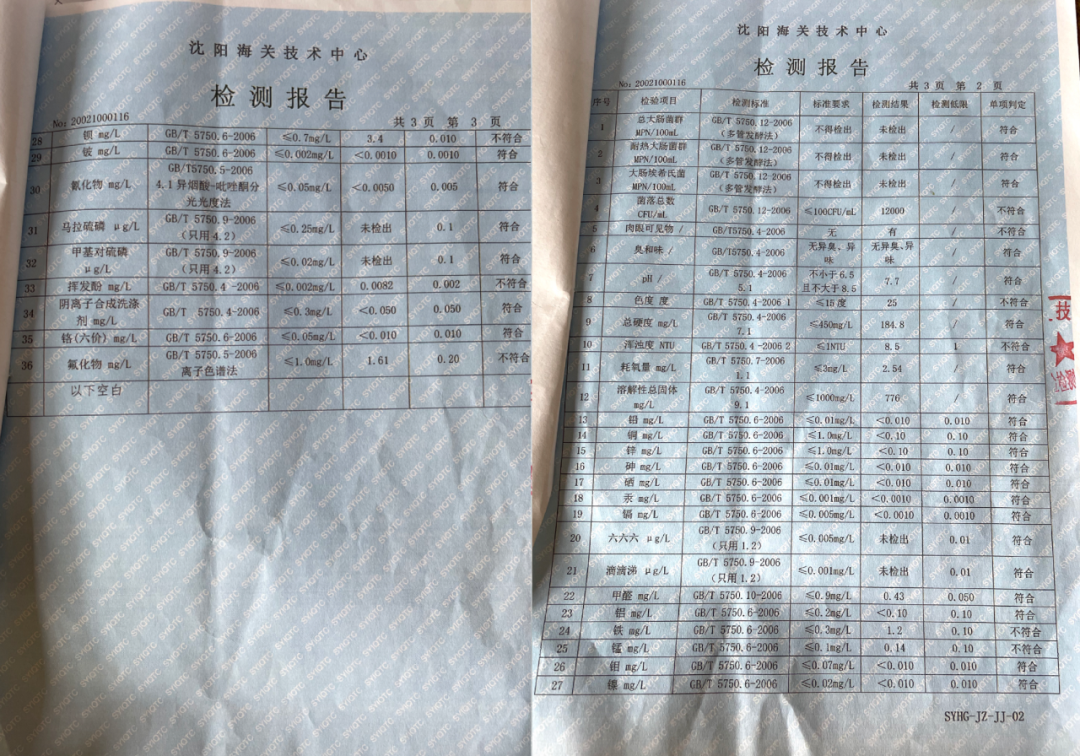 沈阳海关技术中心
检测报告
No: 20021000116
共 3 页 第 3 页
28 钡 mg/L GB/T 5750.6-2006 ≤0.7mg/L 3.4 0.010 不符合
29 铍 mg/L GB/T 5750.6-2006 ≤0.002mg/L <0.0010 0.0010 符合
GB/T5750.5-2006
30 氰化物 mg/L 4.1异烟酸-吡唑酮分 ≤0.05mg/L <0.0050 0.005 符合
光光度法
31 马拉硫磷 μg/L GB/T 5750.9-2006 ≤0.25mg/L 未检出 0.1 符合
(只用4.2)
32 甲基对硫磷 GB/T 5750.9-2006 ≤0.02mg/L 未检出 0.1 符合
μg/L (只用4.2)
33 挥发酚 mg/L GB/T 5750.4 -2006 ≤0.002mg/L 0.0082 0.002 不符合
34 阴离子合成洗涤 GB/T 5750.4-2006 ≤0.3mg/L <0.050 0.050 符合
剂 mg/L
35 铬(六价) mg/L GB/T 5750.6-2006 ≤0.05mg/L <0.010 0.010 符合
36 氟化物 mg/L GB/T 5750.5-2006 ≤1.0mg/L 1.61 0.20 不符合
离子色谱法
以下空白
沈阳海关技术中心
检测报告
No: 20021000116
共 3 页 第 2 页
序号 检验项目 检测标准 标准要求 检测结果 检测低限 单项判定
1 总大肠菌群 GB/T 5750.12-2006 不得检出 未检出 / 符合
MPN/100mL (多管发酵法)
2 耐热大肠菌群 GB/T 5750.12-2006 不得检出 未检出 / 符合
MPN/100mL (多管发酵法)
3 大肠埃希氏菌 GB/T 5750.12-2006 不得检出 未检出 / 符合
MPN/100mL (多管发酵法)
4 菌落总数 GB/T 5750.12-2006 ≤100CFU/mL 12000 / 不符合
CFU/mL
5 肉眼可见物 / GB/T5750.4-2006 无 有 / 不符合
6 臭和味 / GB/T5750.4-2006 无异臭、异 无异臭、异 / 符合
味 味
7 pH / GB/T 5750.4-2006 不小于6.5 7.7 / 符合
5.1 且不大于8.5
8 色度 度 GB/T 5750.4-2006 1 ≤15度 25 / 不符合
9 总硬度 mg/L GB/T 5750.4-2006 ≤450mg/L 184.8 / 符合
7.1
10 浑浊度 NTU GB/T 5750.4 -2006 2 ≤1NTU 8.5 1 不符合
11 耗氧量 mg/L GB/T 5750.7-2006 ≤3mg/L 2.54 / 符合
1.1
12 溶解性总固体 GB/T 5750.4-2006 ≤1000mg/L 776 / 符合
mg/L 9.1
13 铅 mg/L GB/T 5750.6-2006 ≤0.01mg/L <0.010 0.010 符合
14 铜 mg/L GB/T 5750.6-2006 ≤1.0mg/L <0.10 0.10 符合
15 锌 mg/L GB/T 5750.6-2006 ≤1.0mg/L <0.10 0.10 符合
16 砷 mg/L GB/T 5750.6-2006 ≤0.01mg/L <0.010 0.010 符合
17 硒 mg/L GB/T 5750.6-2006 ≤0.01mg/L <0.010 0.010 符合
18 汞 mg/L GB/T 5750.6-2006 ≤0.001mg/L <0.0010 0.0010 符合
19 镉 mg/L GB/T 5750.6-2006 ≤0.005mg/L <0.0010 0.0010 符合
20 六六六 μg/L GB/T 5750.9-2006 ≤0.005mg/L 未检出 0.01 符合
(只用1.2)
21 滴滴涕 μg/L GB/T 5750.9-2006 ≤0.001mg/L 未检出 0.01 符合
(只用1.2)
22 甲醛 mg/L GB/T 5750.10-2006 ≤0.9mg/L 0.43 0.050 符合
23 铝 mg/L GB/T 5750.6-2006 ≤0.2mg/L <0.10 0.10 符合
24 铁 mg/L GB/T 5750.6-2006 ≤0.3mg/L 1.2 0.10 不符合
25 锰 mg/L GB/T 5750.6-2006 ≤0.1mg/L 0.14 0.10 不符合
26 钼 mg/L GB/T 5750.6-2006 ≤0.07mg/L <0.010 0.010 符合
27 镍 mg/L GB/T 5750.6-2006 ≤0.02mg/L <0.010 0.010 符合
SYHG-JZ-JJ-02
技
检测